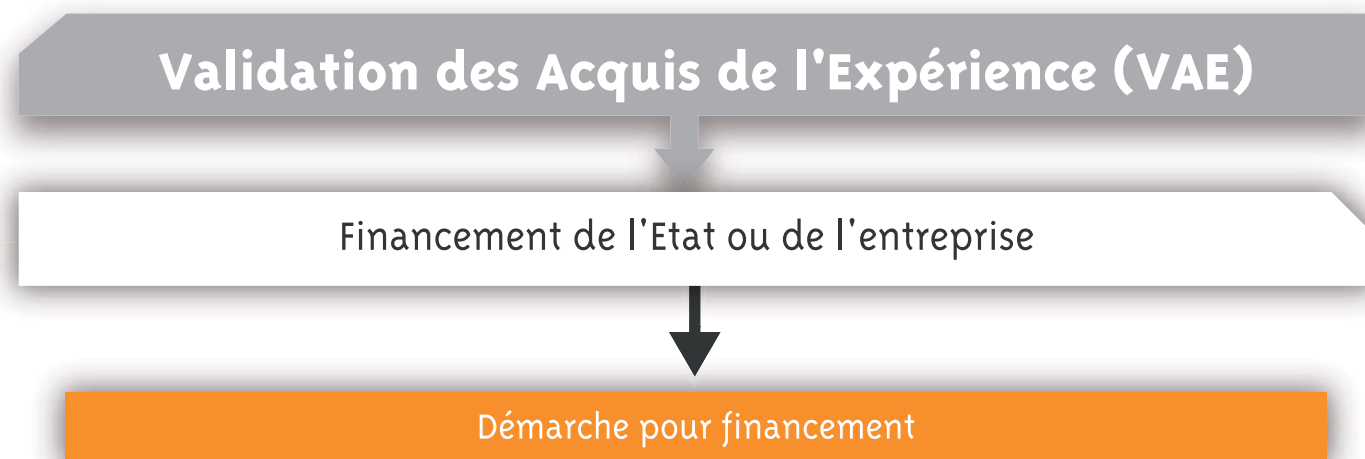 Validation des Acquis de l'Expérience (VAE)
Financement de l'Etat ou de l'entreprise
Démarche pour financement